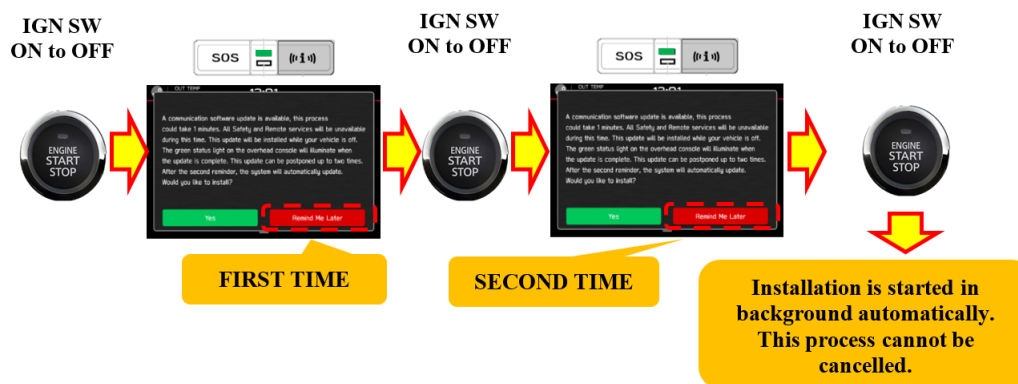 IGN SW
ON to OFF
IGN SW
ON to OFF
IGN SW
ON to OFF
SOS
i
SOS
i
ENGINE
START
STOP
OUT TEMP
12:01
A communication software update is available, this process
could take 1 minutes. All Safety and Remote services will be unavailable
during this time. This update will be installed while your vehicle is off.
The green status light on the overhead console will illuminate when
the update is complete. This update can be postponed up to two times.
After the second reminder, the system will automatically update.
Would you like to install?
Yes
Remind Me Later
ENGINE
START
STOP
OUT TEMP
12:01
A communication software update is available, this process
could take 1 minutes. All Safety and Remote services will be unavailable
during this time. This update will be installed while your vehicle is off.
The green status light on the overhead console will illuminate when
the update is complete. This update can be postponed up to two times.
After the second reminder, the system will automatically update.
Would you like to install?
Yes
Remind Me Later
ENGINE
START
STOP
FIRST TIME
SECOND TIME
Installation is started in
background automatically.
This process cannot be
cancelled.